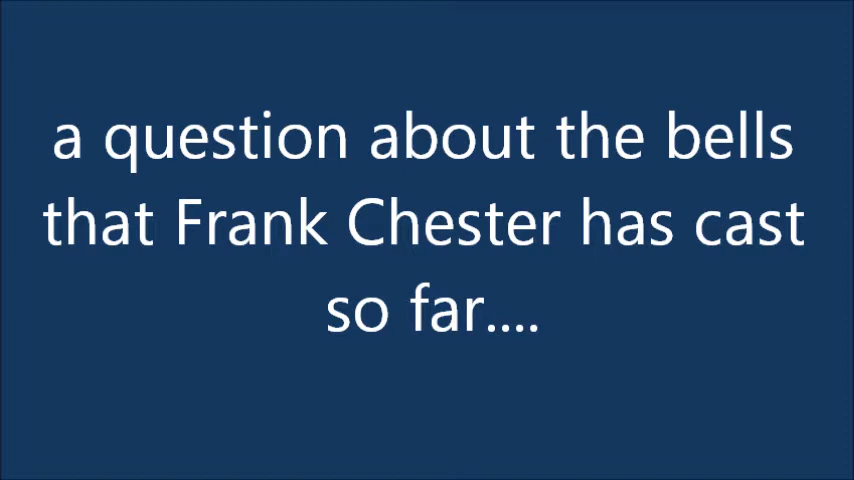 a question about the bells
that Frank Chester has cast
so far....